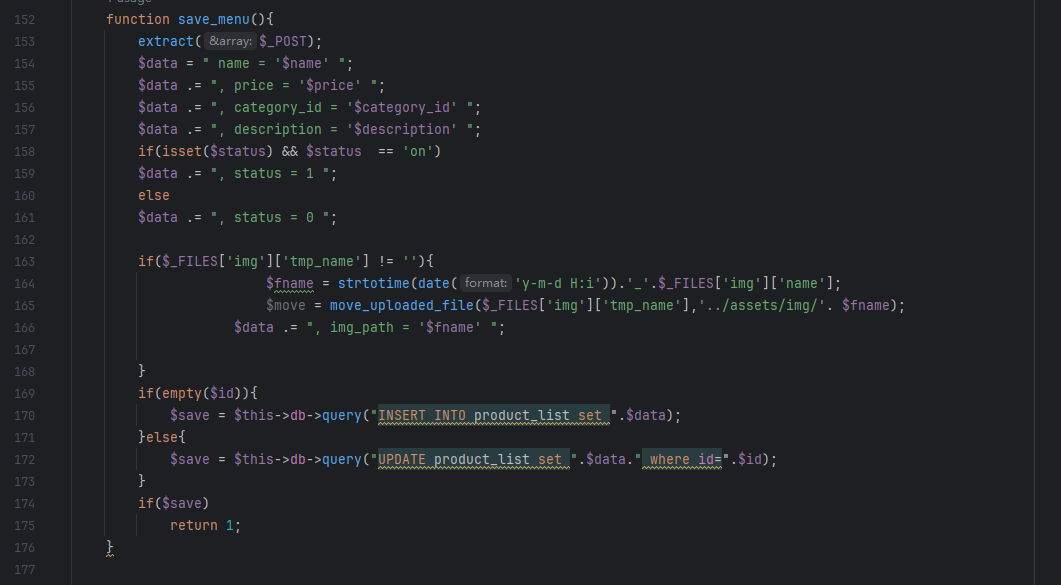 152 function save_menu(){
153 extract( &array: $_POST);
154 $data = " name = '$name' ";
155 $data .= ", price = '$price' ";
156 $data .= ", category_id = '$category_id' ";
157 $data .= ", description = '$description' ";
158 if(isset($status) && $status  == 'on')
159 $data .= ", status = 1 ";
160 else
161 $data .= ", status = 0 ";
162
163 if($_FILES['img']['tmp_name'] != ''){
164 $fname = strtotime(date( format: 'y-m-d H:i')).'_'.$_FILES['img']['name'];
165 $move = move_uploaded_file($_FILES['img']['tmp_name'],'../assets/img/'. $fname);
166 $data .= ", img_path = '$fname' ";
167
168 }
169 if(empty($id)){
170 $save = $this->db->query("INSERT INTO product_list set ".$data);
171 }else{
172 $save = $this->db->query("UPDATE product_list set ".$data." where id=".$id);
173 }
174 if($save)
175 return 1;
176 }
177